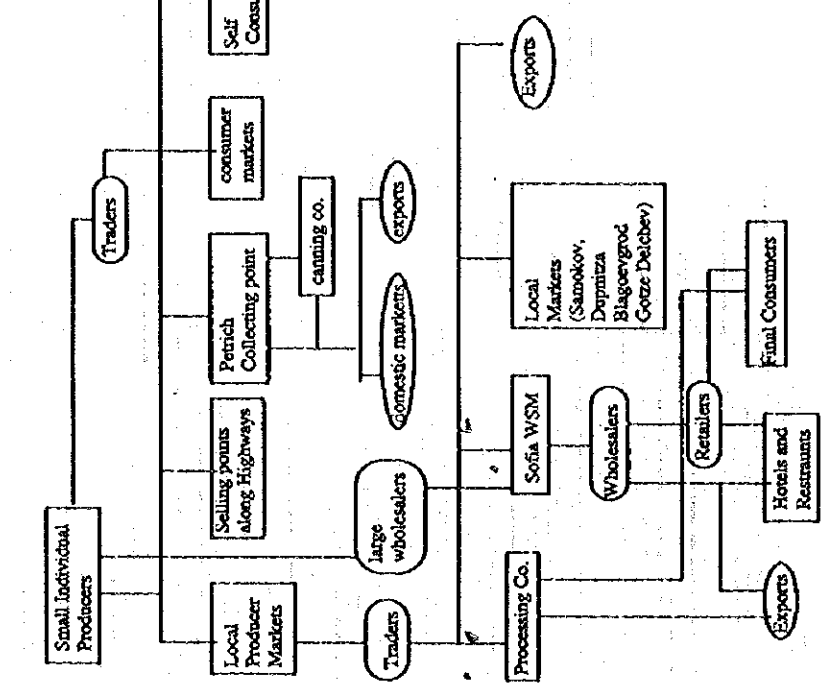 Small Individual
Producers
Traders
Local
Producer
Markets
Selling points
along Highways
Petrich
Collecting point
consumer
markets
Self
canning co.
large
wholesalers
domestic markets
exports
Traders
Processing Co.
Sofia WSM
Local
Markets
(Samokov,
Dupnitza
Blagoevgrod
Gotze Delchev)
Exports
Wholesalers
Retailers
Exports
Hotels and
Restraunts
Final Consumers